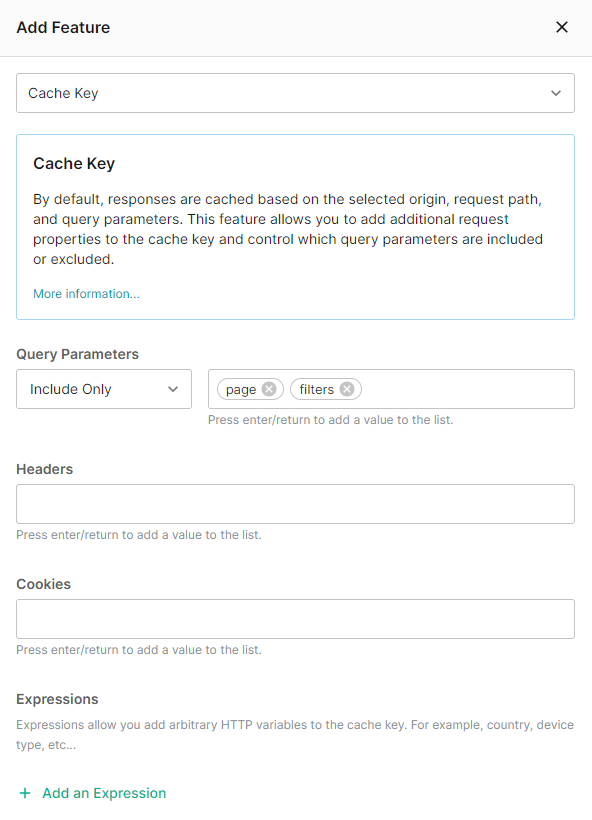 Add Feature
Cache Key
Cache Key
By default, responses are cached based on the selected origin, request path,
and query parameters. This feature allows you to add additional request
properties to the cache key and control which query parameters are included
or excluded.
More information...
Query Parameters
Include Only
page filters
Press enter/return to add a value to the list.
Headers
Press enter/return to add a value to the list.
Cookies
Press enter/return to add a value to the list.
Expressions
Expressions allow you add arbitrary HTTP variables to the cache key. For example, country, device
type, etc...
+ Add an Expression